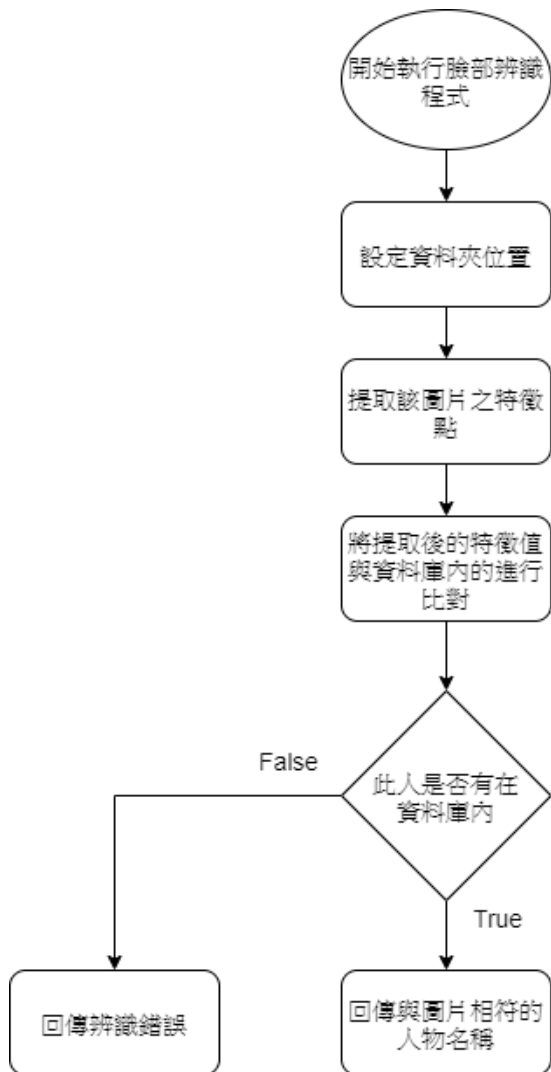 開始執行臉部辨識
程式
設定資料夾位置
提取該圖片之特徵
點
將提取後的特徵值
與資料庫內的進行
比對
此人是否有在
資料庫內
False
True
回傳辨識錯誤
回傳與圖片相符的
人物名稱